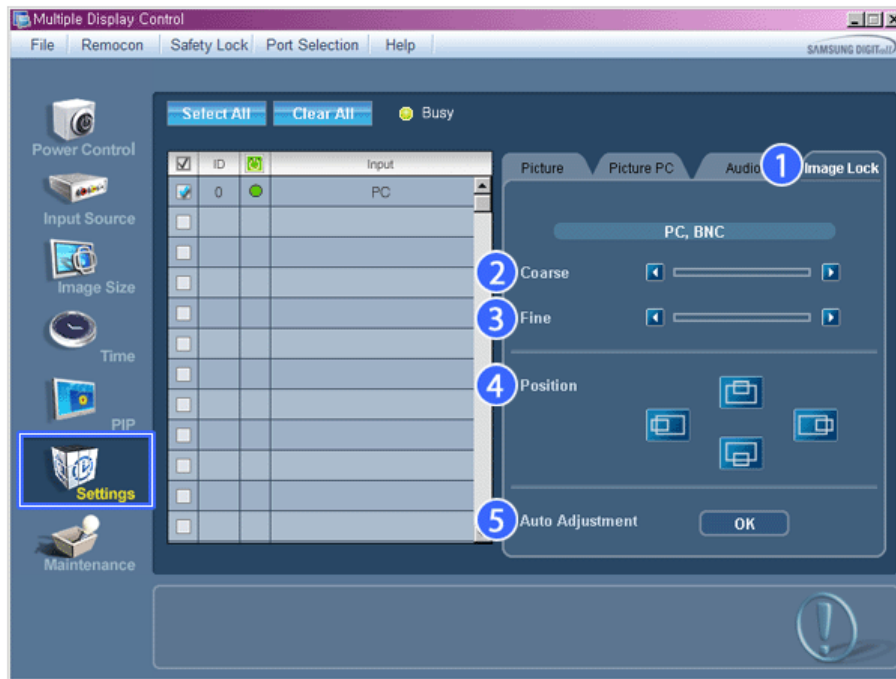 Multiple Display Control
File Remocon Safety Lock Port Selection Help
SAMSUNG DIGITall
Select All Clear All Busy
Power Control
Input Source
Image Size
Time
PIP
Settings
Maintenance
ID Input
0 PC
Picture Picture PC Audio 1 Image Lock
PC, BNC
2 Coarse
3 Fine
4 Position
5 Auto Adjustment OK